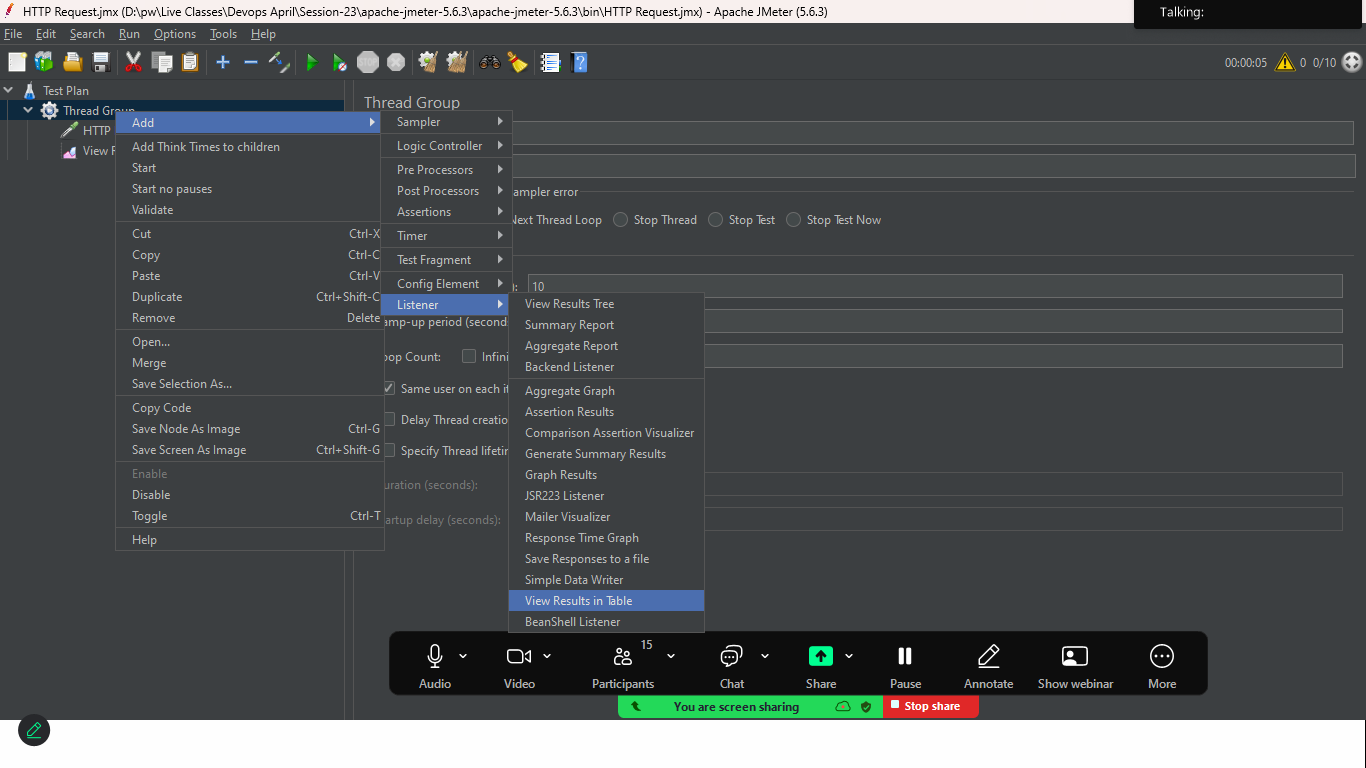 HTTP Request.jmx (D:\pw\Live Classes\Devops April\Session-23\apache-jmeter-5.6.3\apache-jmeter-5.6.3\bin\HTTP Request.jmx) - Apache JMeter (5.6.3)
Talking:
File Edit Search Run Options Tools Help
STOP
00:00:05 0 0/10
Test Plan
Thread Group
HTTP
View
Thread Group
ampler error
Next Thread Loop Stop Thread Stop Test Stop Test Now
10
amp-up period (second
oop Count: Infini
Same user on each it
Delay Thread creatio
Specify Thread lifetin
uration (seconds):
artup delay (seconds):
Add
Add Think Times to children
Start
Start no pauses
Validate
Cut Ctrl-X
Copy Ctrl-C
Paste Ctrl-V
Duplicate Ctrl+Shift-C
Remove Delete
Open...
Merge
Save Selection As...
Copy Code
Save Node As Image Ctrl-G
Save Screen As Image Ctrl+Shift-G
Enable
Disable
Toggle Ctrl-T
Help
Sampler
Logic Controller
Pre Processors
Post Processors
Assertions
Timer
Test Fragment
Config Element
Listener
View Results Tree
Summary Report
Aggregate Report
Backend Listener
Aggregate Graph
Assertion Results
Comparison Assertion Visualizer
Generate Summary Results
Graph Results
JSR223 Listener
Mailer Visualizer
Response Time Graph
Save Responses to a file
Simple Data Writer
View Results in Table
BeanShell Listener
15
Audio Video Participants Chat Share Pause Annotate Show webinar More
You are screen sharing Stop share